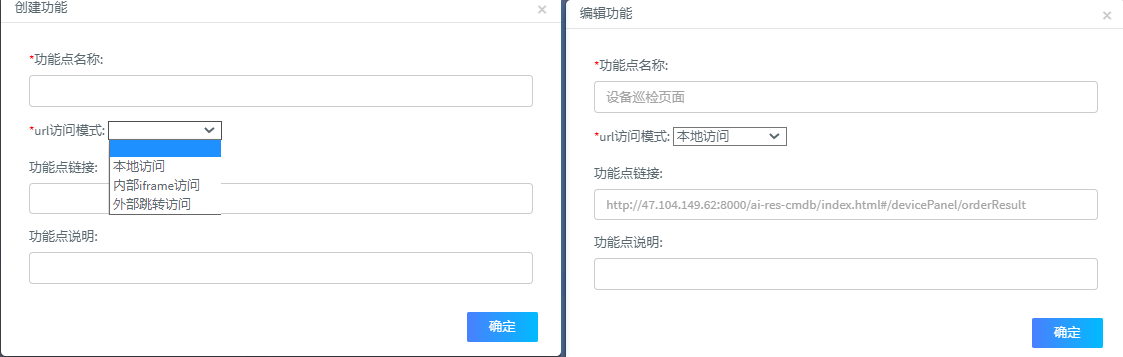 创建功能
×
*功能点名称:
*url访问模式:
本地访问
内部iframe访问
外部跳转访问
功能点链接:
功能点说明:
确定
编辑功能
×
*功能点名称:
设备巡检页面
*url访问模式: 本地访问
功能点链接:
http://47.104.149.62:8000/ai-res-cmdb/index.html#/devicePanel/orderResult
功能点说明:
确定